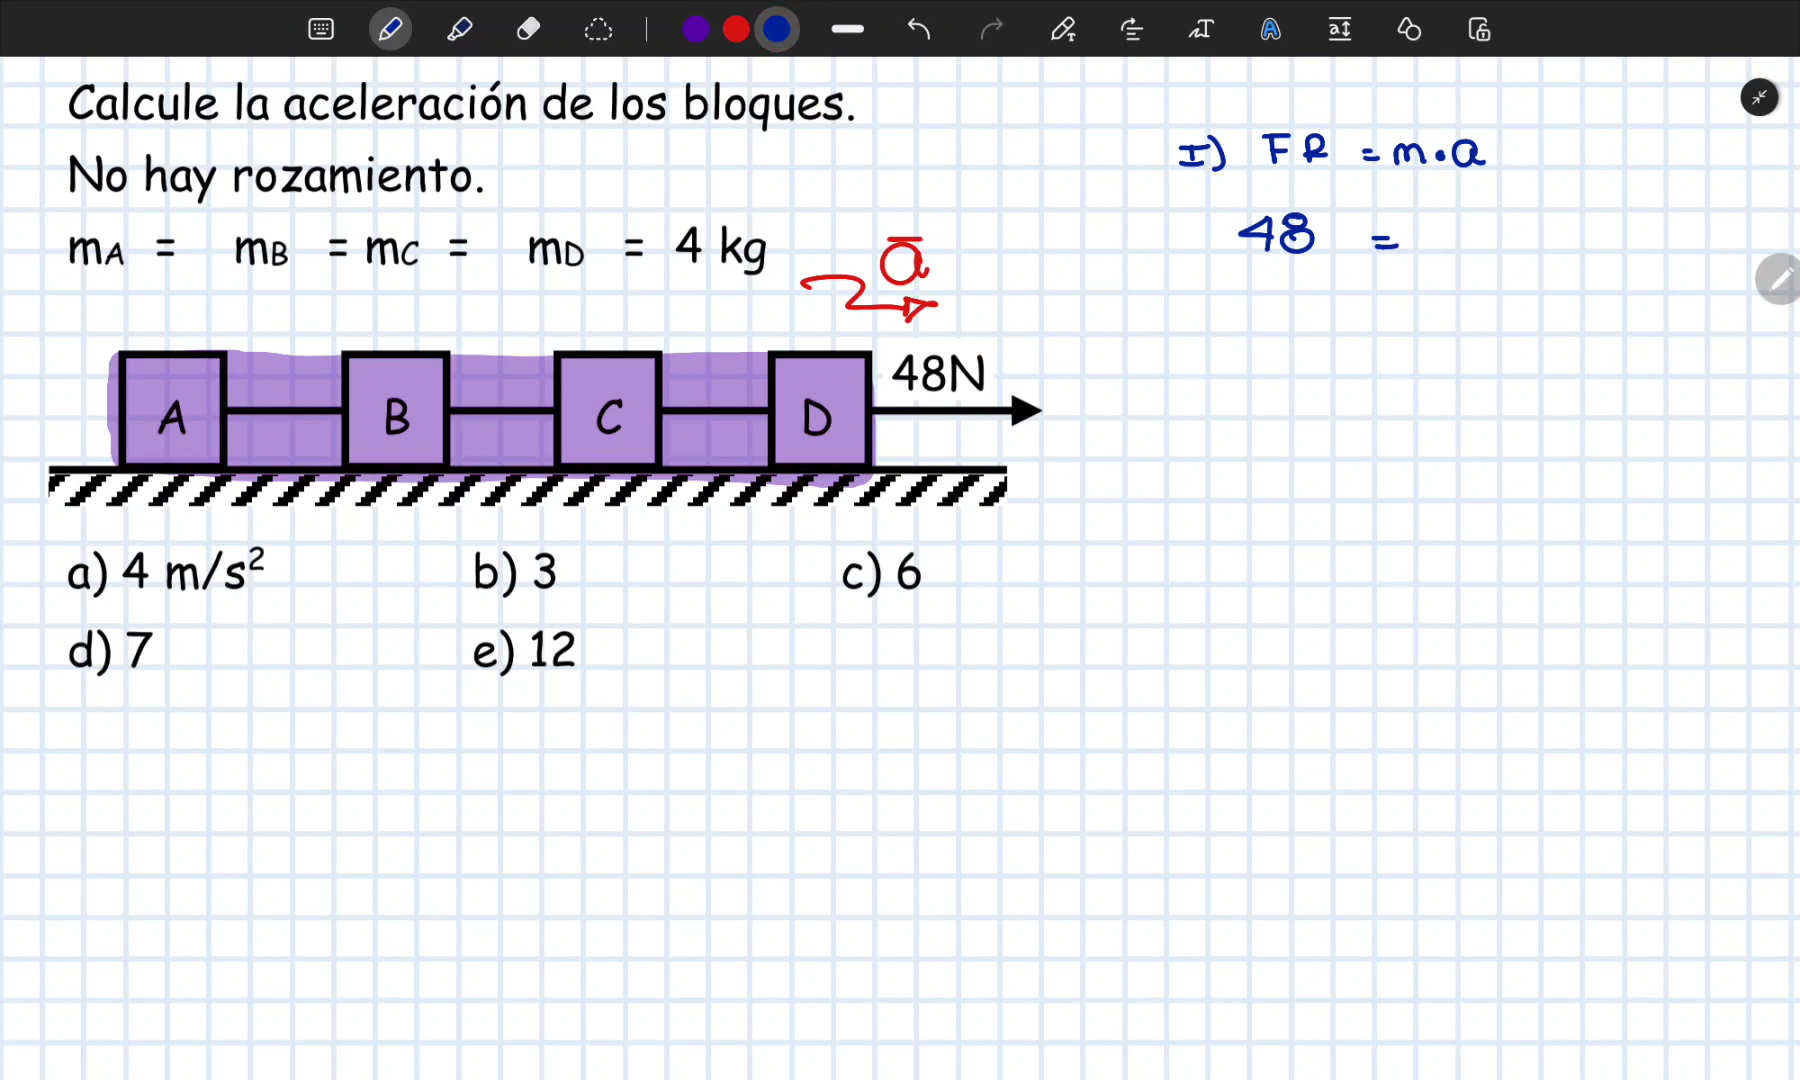 Calcule la aceleración de los bloques.
No hay rozamiento.
mA = mB = mC = mD = 4 kg
a
A B C D 48N
a) 4 m/s² b) 3 c) 6
d) 7 e) 12
I) FR = m.a
48 =